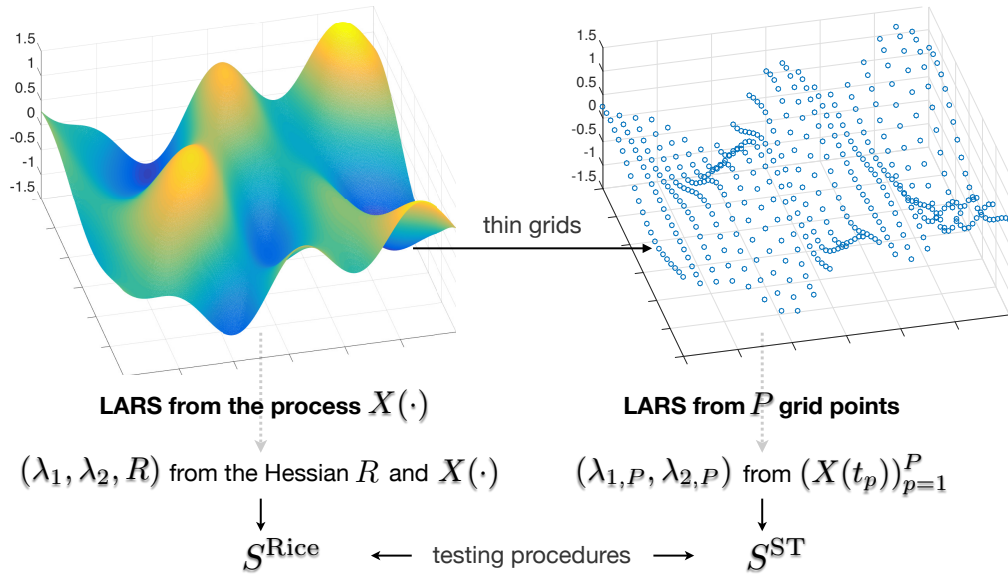 1.5
1
0.5
0
-0.5
-1
-1.5
1.5
1
0.5
0
-0.5
-1
-1.5
thin grids
LARS from the process X(·)
LARS from P grid points
(λ₁, λ₂, R) from the Hessian R and X(·)
(λ₁,P, λ₂,P) from (X(tₚ))ᴾₚ₌₁
S^Rice
testing procedures
S^ST